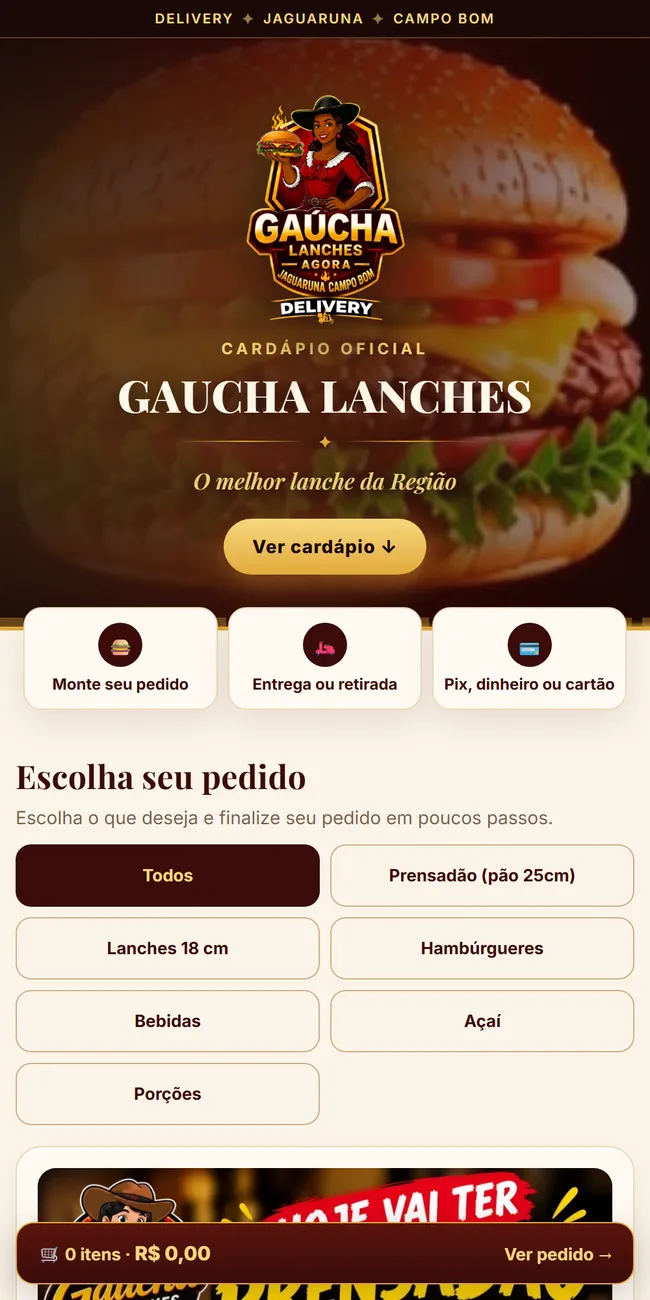 DELIVERY ✦ JAGUARUNA ✦ CAMPO BOM
GAÚCHA
LANCHES
AGORA
JAGUARUNA CAMPO BOM
DELIVERY
CARDÁPIO OFICIAL
GAUCHA LANCHES
O melhor lanche da Região
Ver cardápio ↓
Monte seu pedido
Entrega ou retirada
Pix, dinheiro ou cartão
Escolha seu pedido
Escolha o que deseja e finalize seu pedido em poucos passos.
Todos
Prensadão (pão 25cm)
Lanches 18 cm
Hambúrgueres
Bebidas
Açaí
Porções
HOJE VAI TER
0 itens · R$ 0,00
Ver pedido →
Gaucha
PRENSADÃO